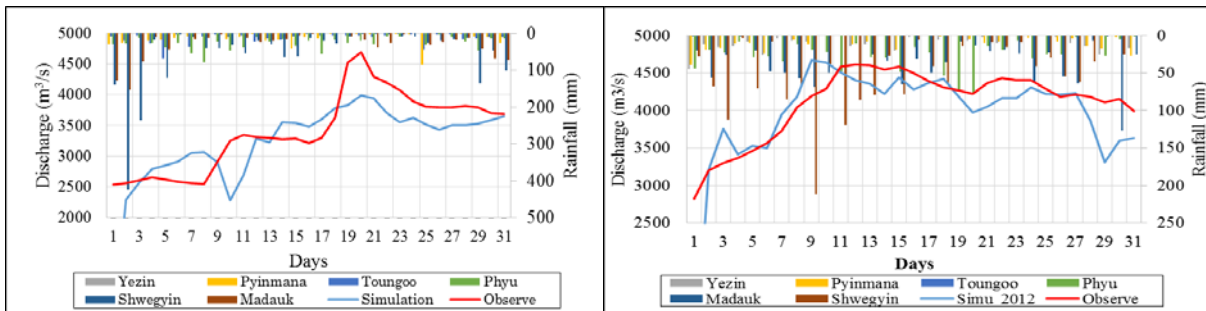 Discharge (m³/s)
5000
4500
4000
3500
3000
2500
2000
0
100
200
300
400
500
Rainfall (mm)
1 3 5 7 9 11 13 15 17 19 21 23 25 27 29 31
Days
Yezin Pyinmana Toungoo Phyu
Shwegyin Madauk Simulation Observe
Discharge (m3/s)
5000
4500
4000
3500
3000
2500
0
50
100
150
200
250
Rainfall (mm)
1 3 5 7 9 11 13 15 17 19 21 23 25 27 29 31
Days
Yezin Pyinmana Toungoo Phyu
Madauk Shwegyin Simu_2012 Observe